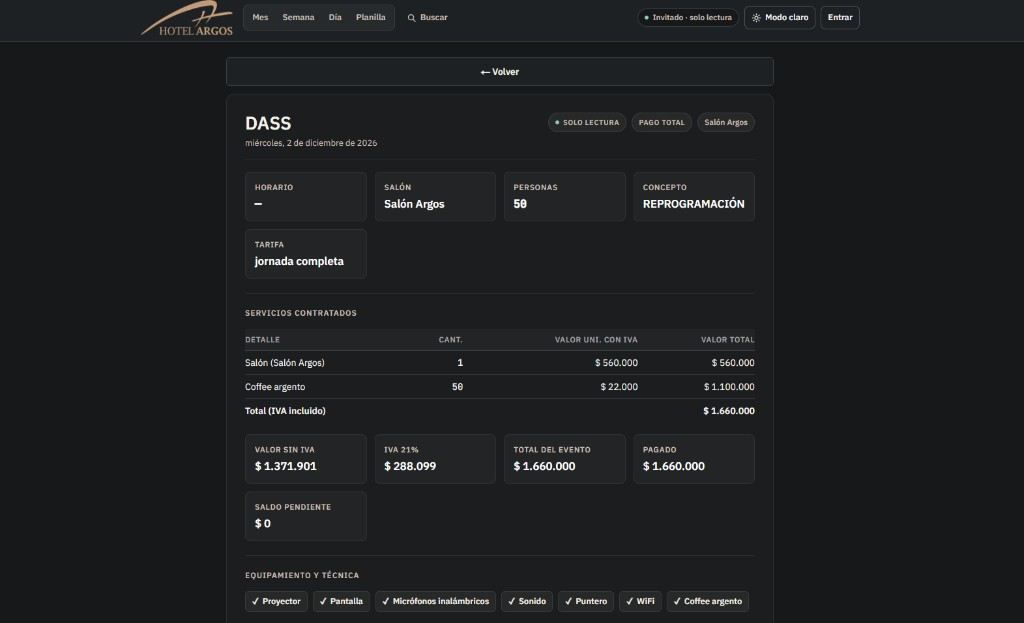 HOTEL ARGOS Mes Semana Día Planilla Buscar Invitado · solo lectura Modo claro Entrar
← Volver
DASS SOLO LECTURA PAGO TOTAL Salón Argos
miércoles, 2 de diciembre de 2026
HORARIO SALÓN PERSONAS CONCEPTO
— Salón Argos 50 REPROGRAMACIÓN
TARIFA
jornada completa
SERVICIOS CONTRATADOS
DETALLE CANT. VALOR UNI. CON IVA VALOR TOTAL
Salón (Salón Argos) 1 $ 560.000 $ 560.000
Coffee argento 50 $ 22.000 $ 1.100.000
Total (IVA incluido) $ 1.660.000
VALOR SIN IVA IVA 21% TOTAL DEL EVENTO PAGADO
$ 1.371.901 $ 288.099 $ 1.660.000 $ 1.660.000
SALDO PENDIENTE
$ 0
EQUIPAMIENTO Y TÉCNICA
✓ Proyector ✓ Pantalla ✓ Micrófonos inalámbricos ✓ Sonido ✓ Puntero ✓ WiFi ✓ Coffee argento